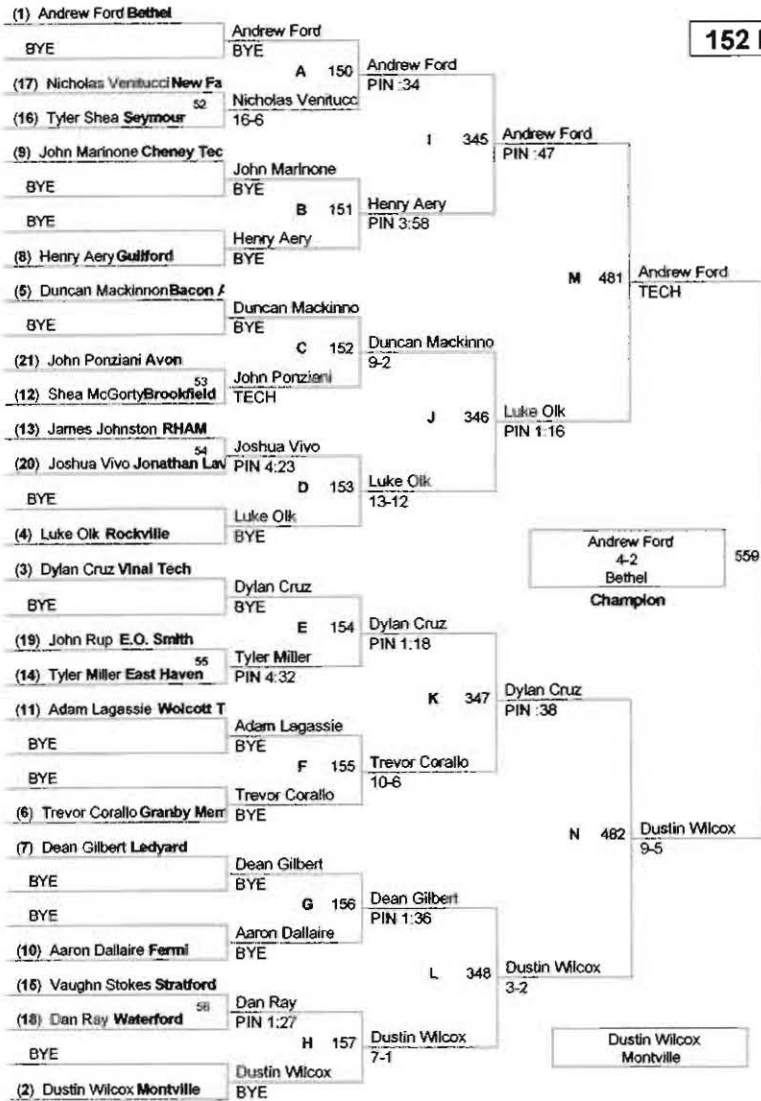 (1) Andrew Ford Bethel
BYE
(17) Nicholas Venitucci New Fa
52
(16) Tyler Shea Seymour
(9) John Marinone Cheney Tec
BYE
BYE
(8) Henry Aery Guilford
(5) Duncan Mackinnon Bacon A
BYE
(21) John Ponziani Avon
53
(12) Shea McGorty Brookfield
(13) James Johnston RHAM
54
(20) Joshua Vivo Jonathan Law
BYE
(4) Luke Olk Rockville
(3) Dylan Cruz Vinal Tech
BYE
(19) John Rup E.O. Smith
55
(14) Tyler Miller East Haven
(11) Adam Lagassie Wolcott T
BYE
BYE
(6) Trevor Corallo Granby Mem
(7) Dean Gilbert Ledyard
BYE
BYE
(10) Aaron Dallaire Fermi
(15) Vaughn Stokes Stratford
56
(18) Dan Ray Waterford
BYE
(2) Dustin Wilcox Montville
Andrew Ford
BYE
A 150
Nicholas Venitucc
16-6
John Marinone
BYE
B 151
Henry Aery
BYE
Duncan Mackinno
BYE
C 152
John Ponziani
TECH
Joshua Vivo
PIN 4:23
D 153
Luke Olk
BYE
Dylan Cruz
BYE
E 154
Tyler Miller
PIN 4:32
Adam Lagassie
BYE
F 155
Trevor Corallo
BYE
Dean Gilbert
BYE
G 156
Aaron Dallaire
BYE
Dan Ray
PIN 1:27
H 157
Dustin Wilcox
BYE
Andrew Ford
PIN :34
I 345
Henry Aery
PIN 3:58
Duncan Mackinno
9-2
J 346
Luke Olk
13-12
Dylan Cruz
PIN 1:18
K 347
Trevor Corallo
10-6
Dean Gilbert
PIN 1:36
L 348
Dustin Wilcox
7-1
Andrew Ford
PIN :47
M 481
Luke Olk
PIN 1:16
Dylan Cruz
PIN :38
N 482
Dustin Wilcox
3-2
152
Andrew Ford
TECH
Dustin Wilcox
9-5
Andrew Ford
4-2
Bethel
559
Champion
Dustin Wilcox
Montville